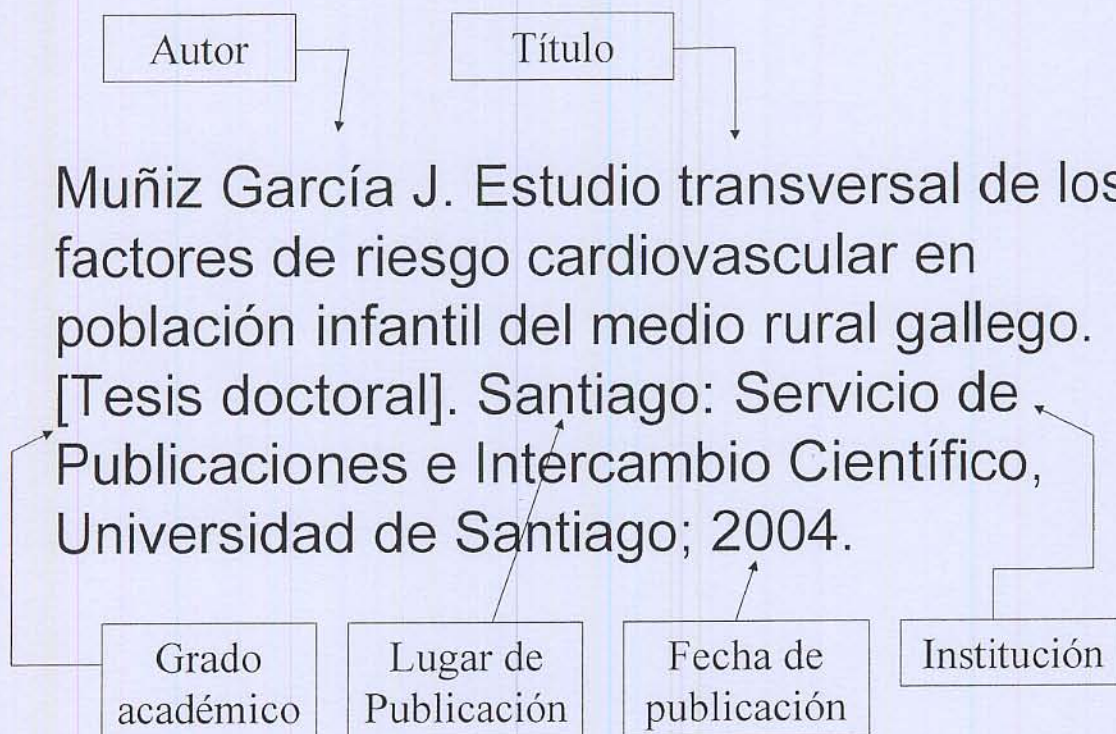 Autor
Título
Muñiz García J. Estudio transversal de los
factores de riesgo cardiovascular en
población infantil del medio rural gallego.
[Tesis doctoral]. Santiago: Servicio de
Publicaciones e Intercambio Científico,
Universidad de Santiago; 2004.
Grado
académico
Lugar de
Publicación
Fecha de
publicación
Institución